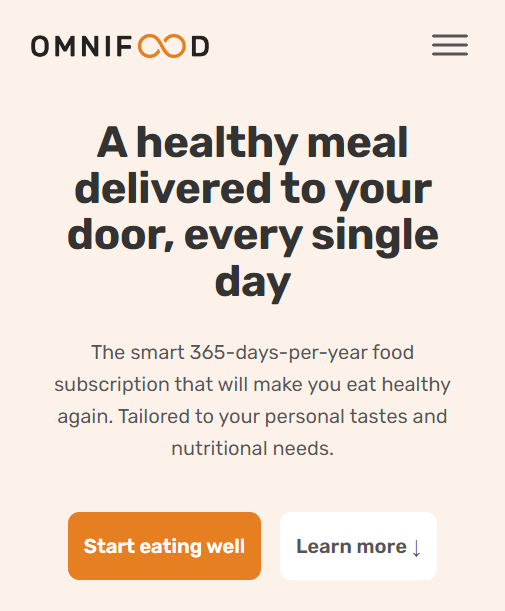 OMNIFOOD
A healthy meal
delivered to your
door, every single
day
The smart 365-days-per-year food
subscription that will make you eat healthy
again. Tailored to your personal tastes and
nutritional needs.
Start eating well
Learn more ↓